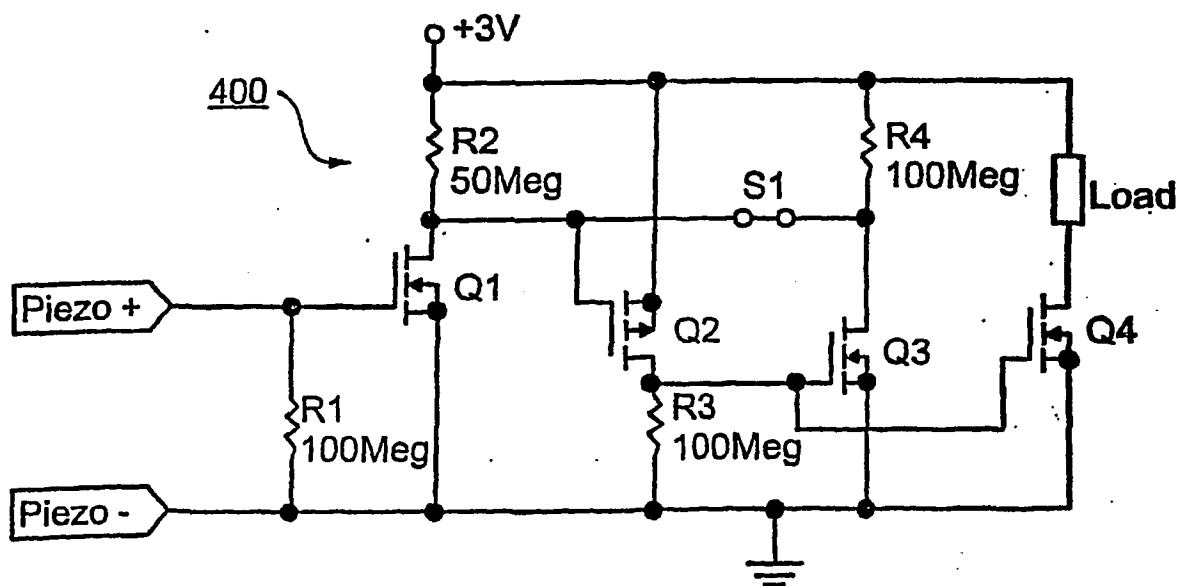 +3V
400
R2
50Meg
R4
100Meg
S1
Load
Q1
Piezo +
Q2
Q3
Q4
R1
100Meg
R3
100Meg
Piezo -